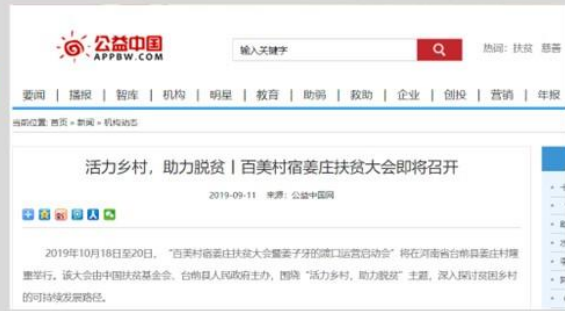 公益中国
APPBW.COM
输入关键字
热词: 扶贫 慈善
要闻 | 播报 | 智库 | 机构 | 明星 | 教育 | 助弱 | 救助 | 企业 | 创投 | 营销 | 年报
当前位置: 首页 » 新闻 » 机构动态
活力乡村，助力脱贫丨百美村宿姜庄扶贫大会即将召开
2019-09-11 来源：公益中国网
2019年10月18日至20日，“百美村宿姜庄扶贫大会暨姜子牙的渡口运营启动会”将在河南省台前县姜庄村隆
重举行。该大会由中国扶贫基金会、台前县人民政府主办，围绕“活力乡村，助力脱贫”主题，深入探讨贫困乡村
的可持续发展路径。